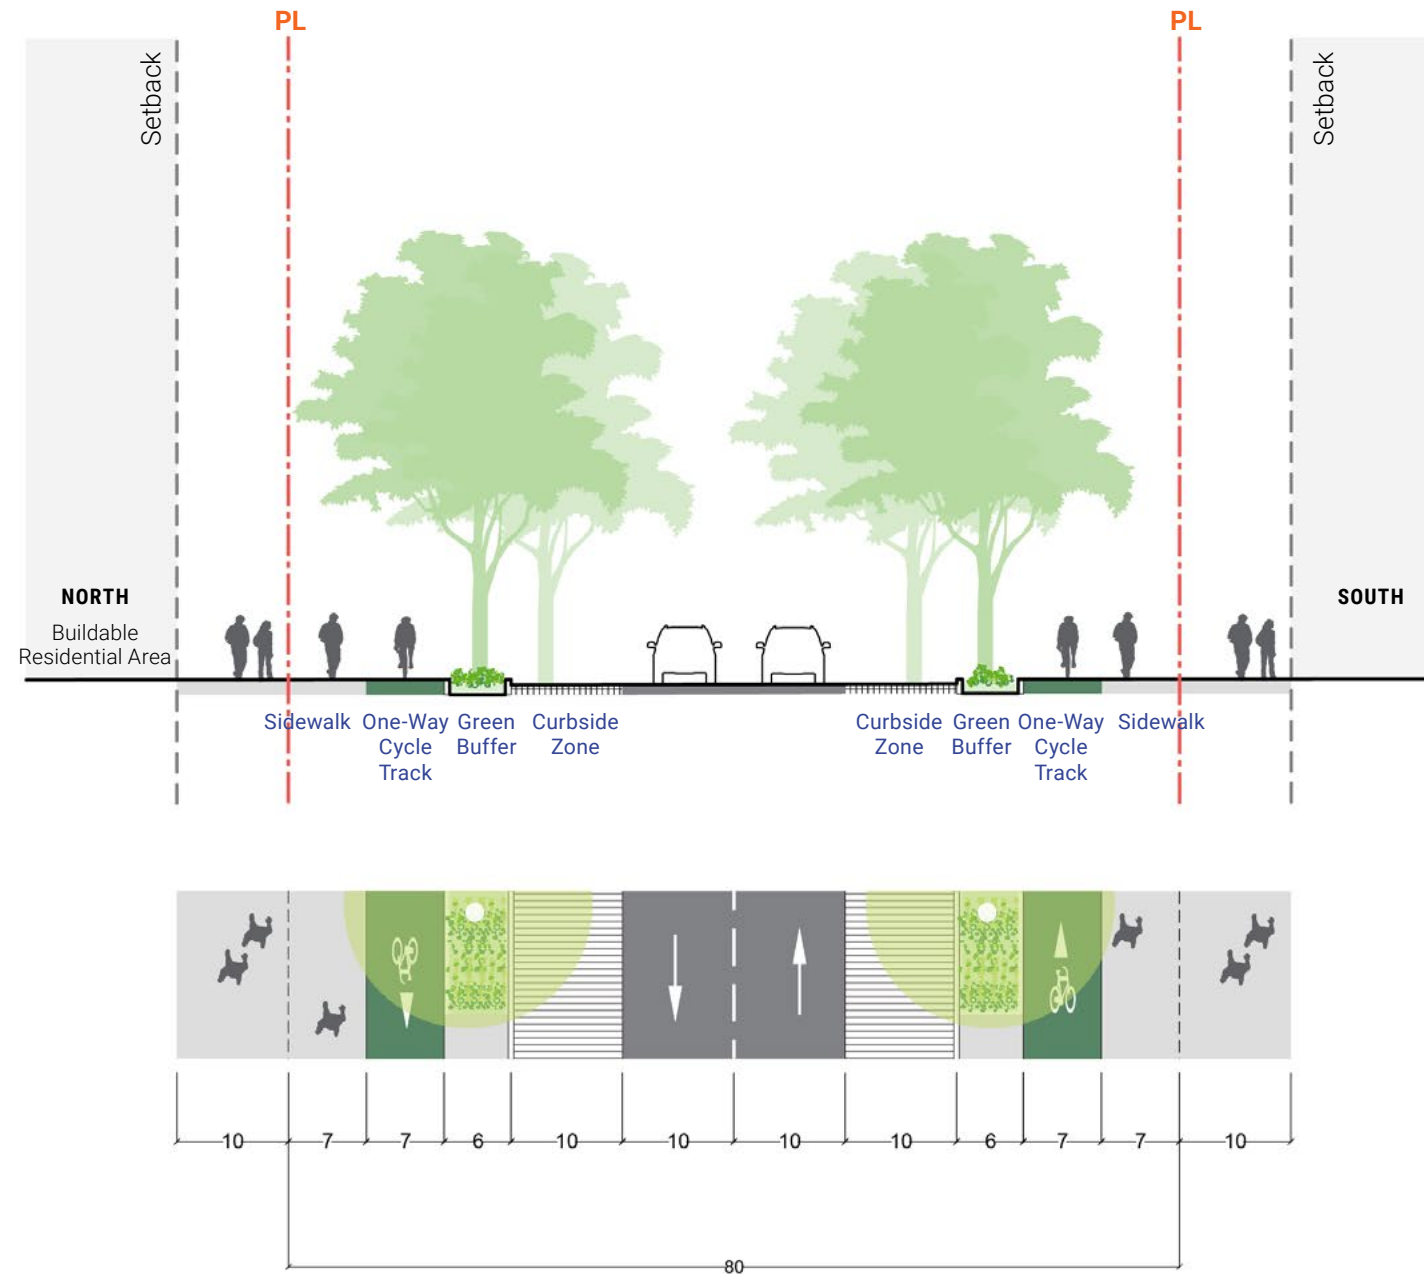 PL
PL
Setback
Setback
NORTH
Buildable
Residential Area
SOUTH
Sidewalk
One-Way
Cycle
Track
Green
Buffer
Curbside
Zone
Curbside
Zone
Green
Buffer
One-Way
Cycle
Track
Sidewalk
10 7 7 6 10 10 10 10 6 7 7 10
80